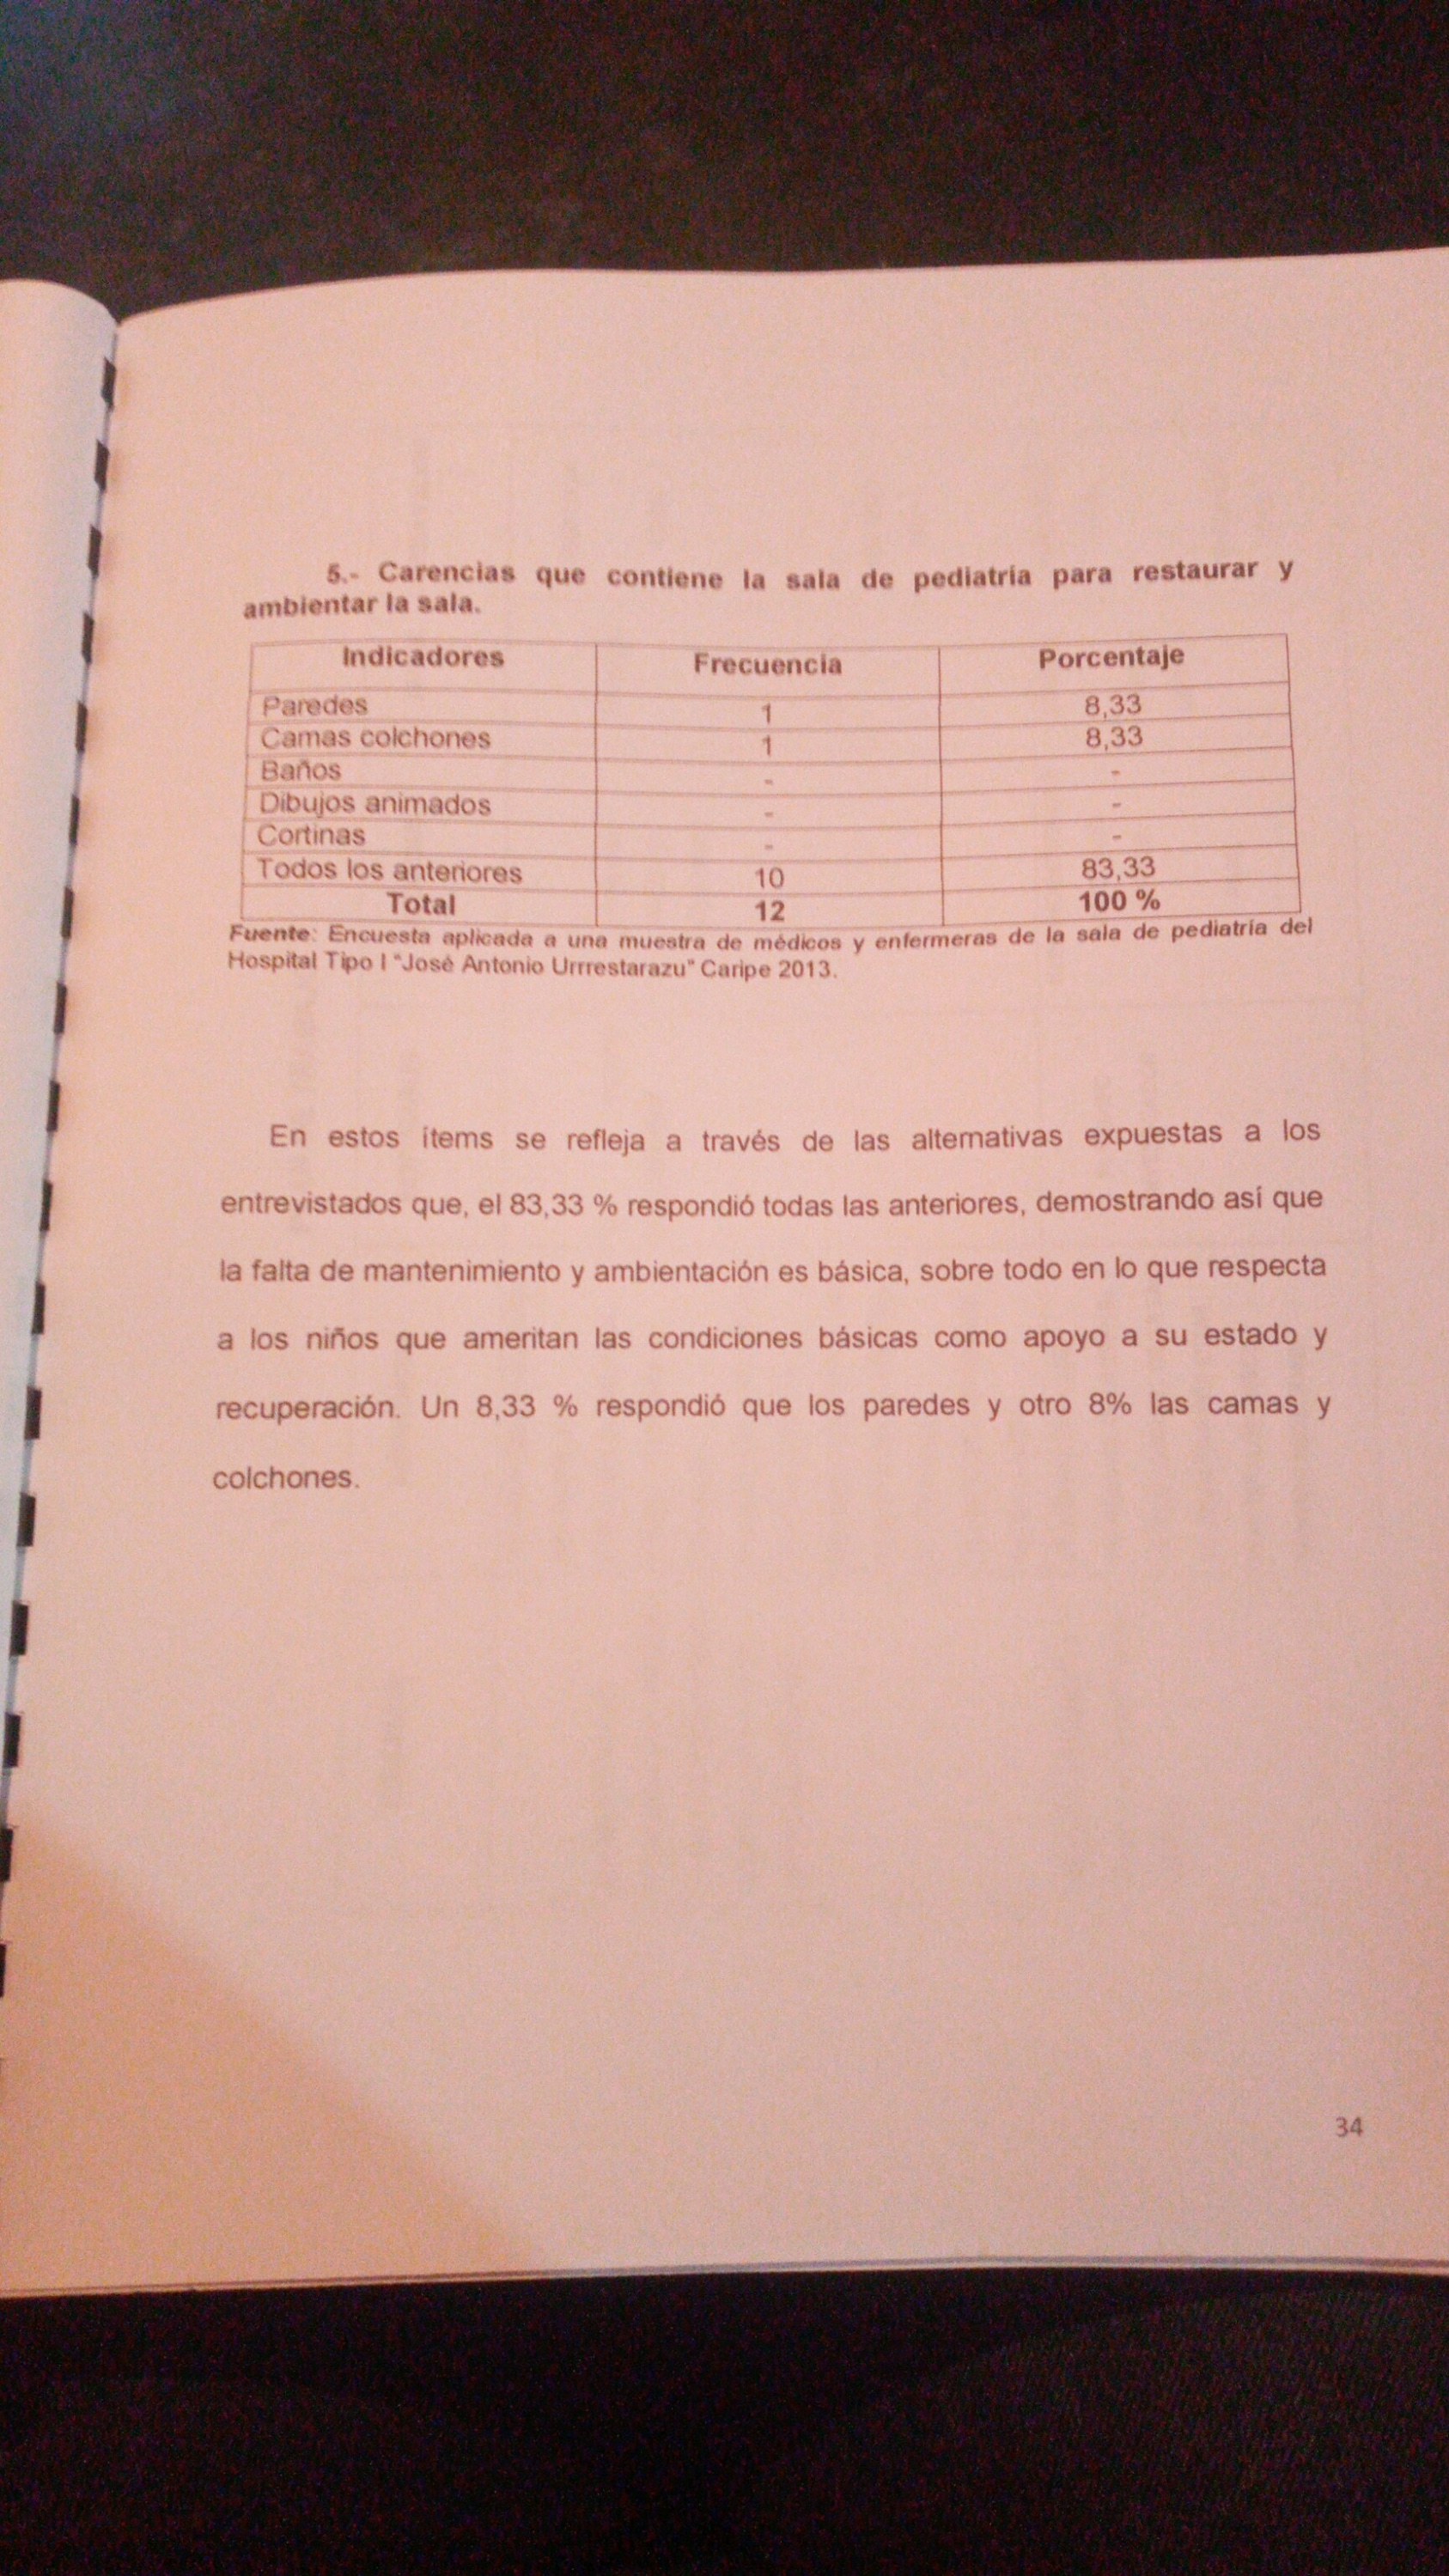 5.- Carencias que contiene la sala de pediatría para restaurar y
ambientar la sala.
Indicadores Frecuencia Porcentaje
Paredes 1 8,33
Camas colchones 1 8,33
Baños - -
Dibujos animados - -
Cortinas - -
Todos los anteriores 10 83,33
Total 12 100 %
Fuente: Encuesta aplicada a una muestra de médicos y enfermeras de la sala de pediatría del
Hospital Tipo I "José Antonio Urrrestarazu" Caripe 2013.
En estos ítems se refleja a través de las alternativas expuestas a los
entrevistados que, el 83,33 % respondió todas las anteriores, demostrando así que
la falta de mantenimiento y ambientación es básica, sobre todo en lo que respecta
a los niños que ameritan las condiciones básicas como apoyo a su estado y
recuperación. Un 8,33 % respondió que los paredes y otro 8% las camas y
colchones.
34